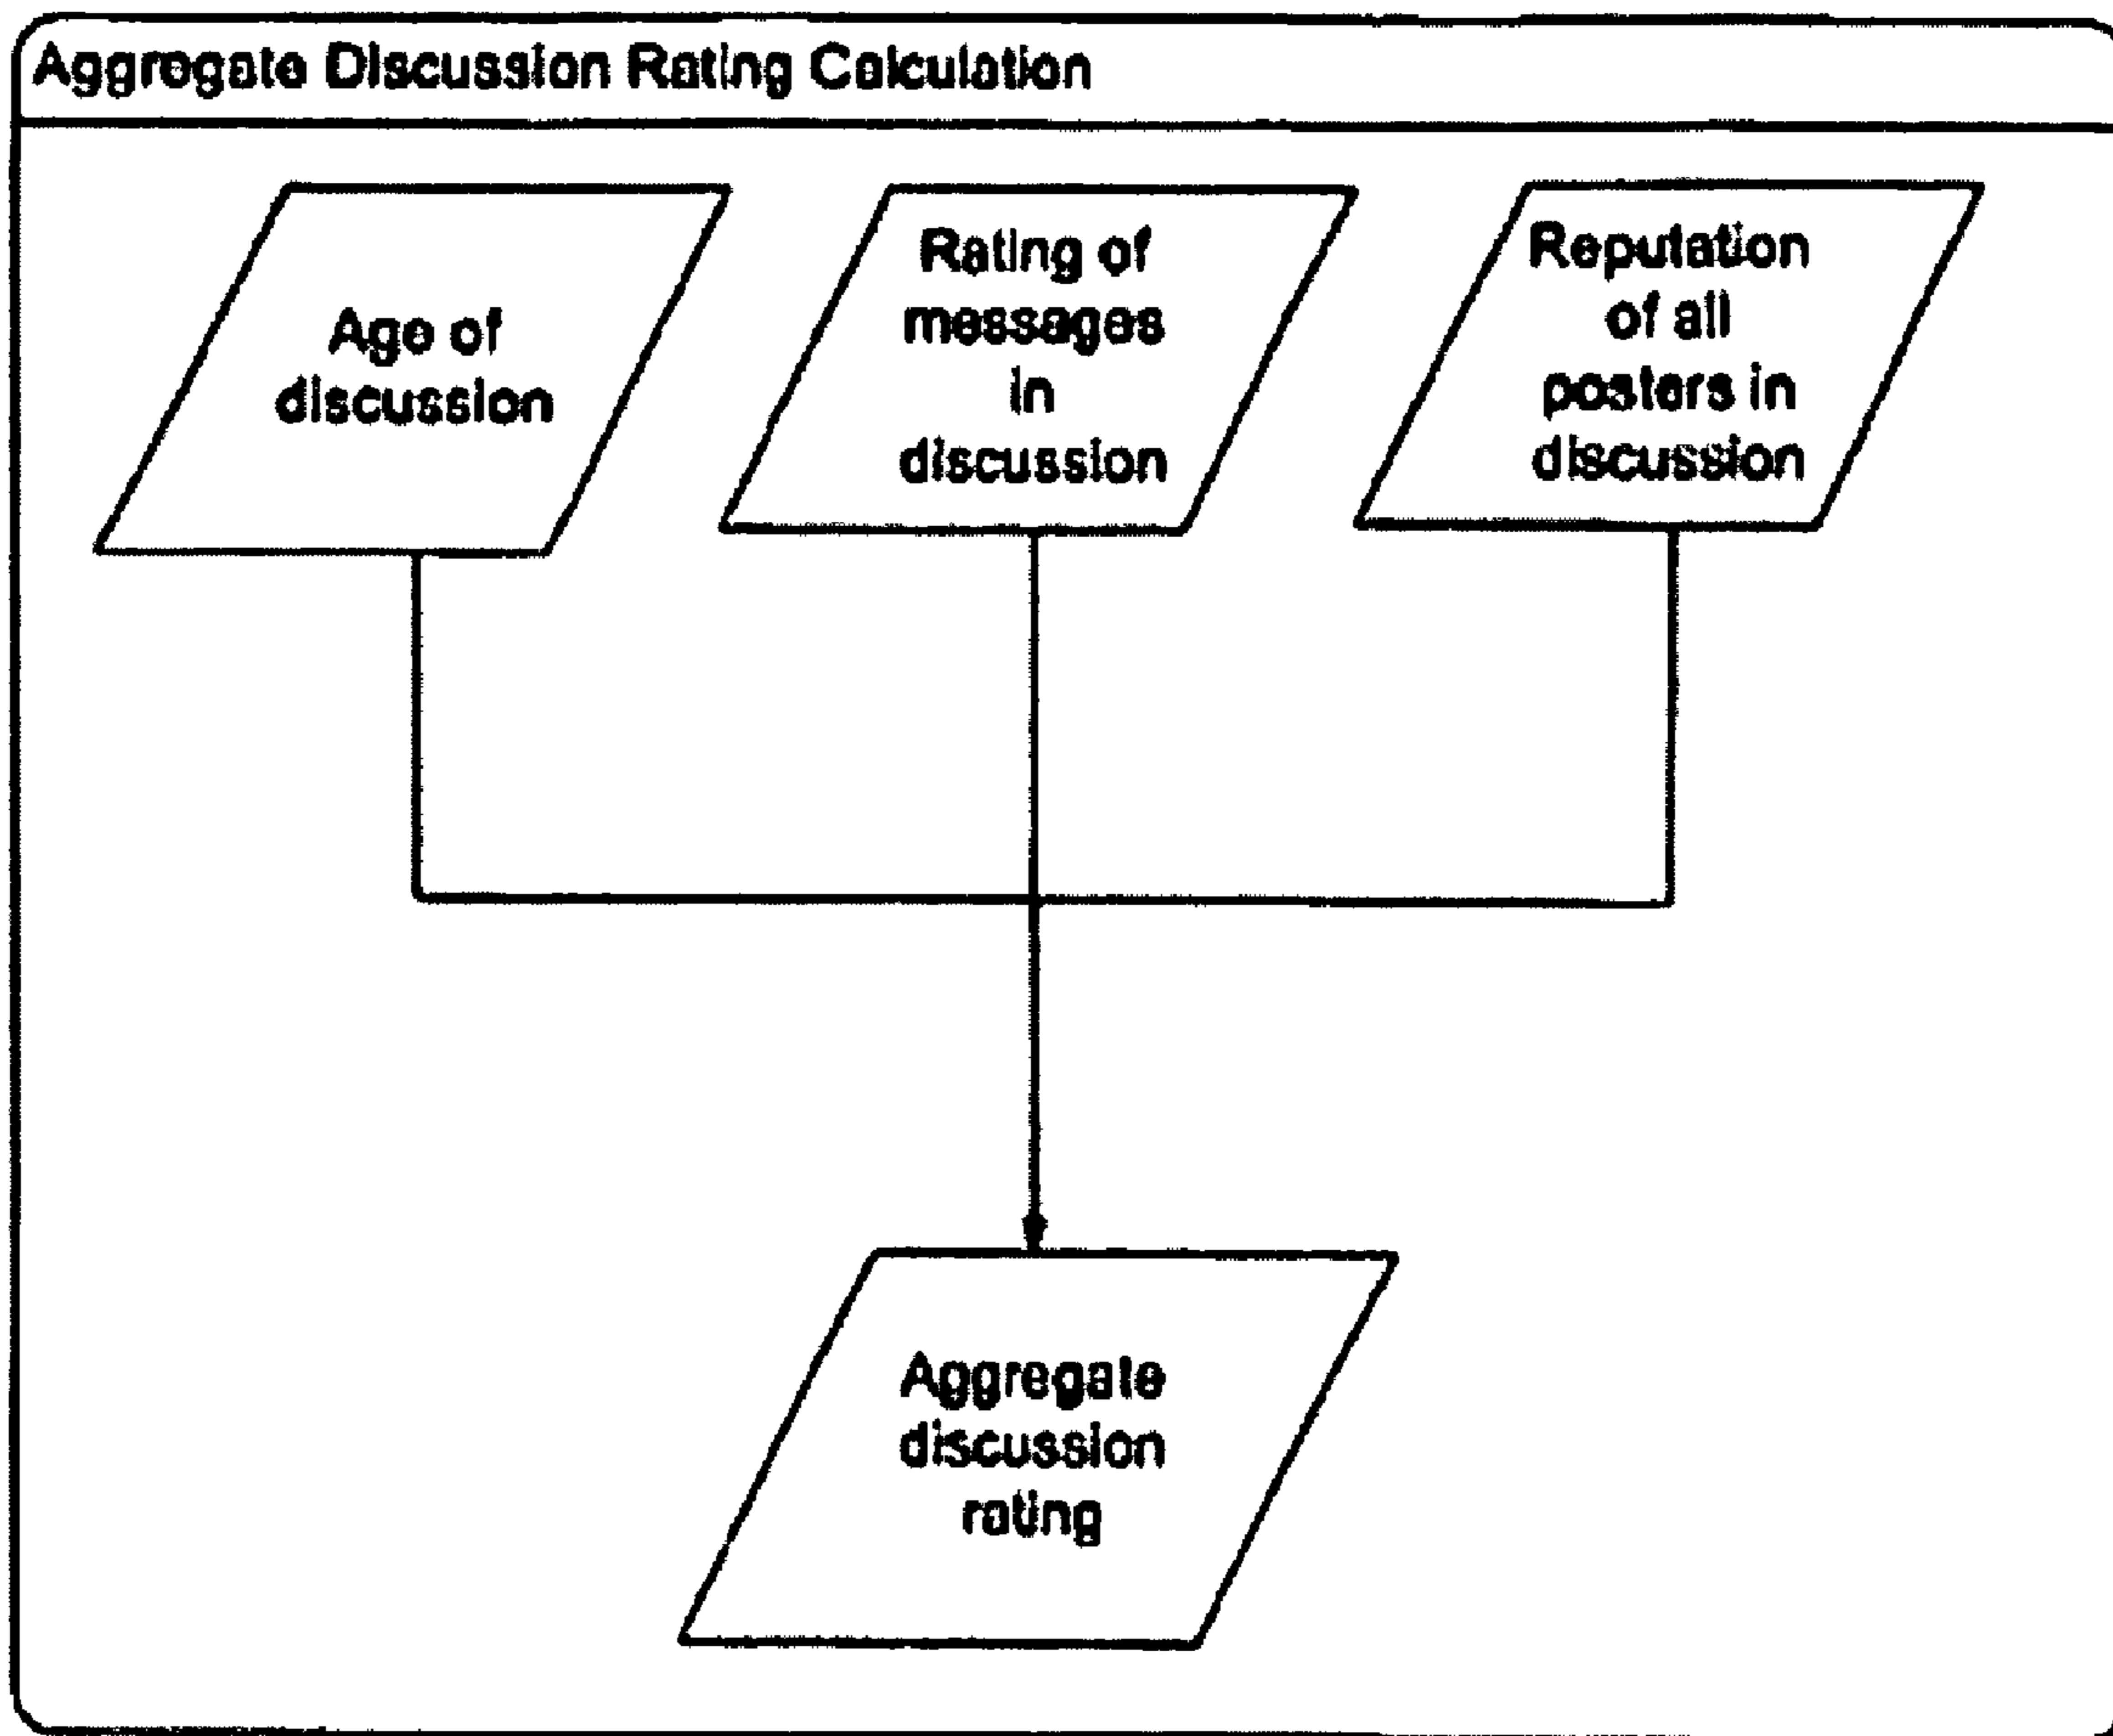 Aggregate Discussion Rating Calculation
Age of
discussion
Rating of
messages
in
discussion
Reputation
of all
posters in
discussion
Aggregate
discussion
rating